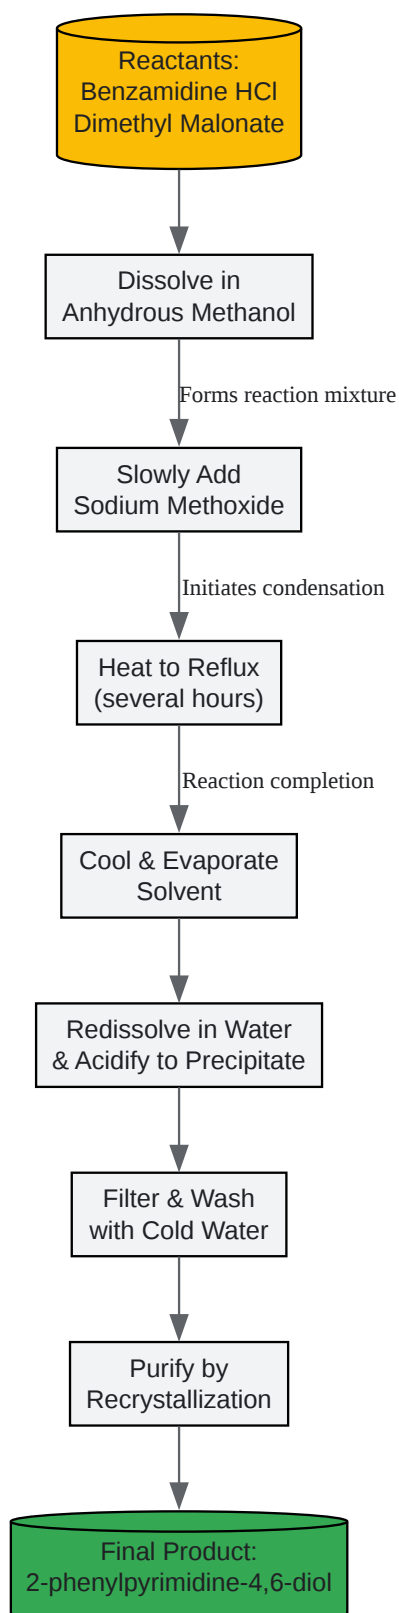 Reactants:
Benzamidine HCl
Dimethyl Malonate
Dissolve in
Anhydrous Methanol
Forms reaction mixture
Slowly Add
Sodium Methoxide
Initiates condensation
Heat to Reflux
(several hours)
Reaction completion
Cool & Evaporate
Solvent
Redissolve in Water
& Acidify to Precipitate
Filter & Wash
with Cold Water
Purify by
Recrystallization
Final Product:
2-phenylpyrimidine-4,6-diol